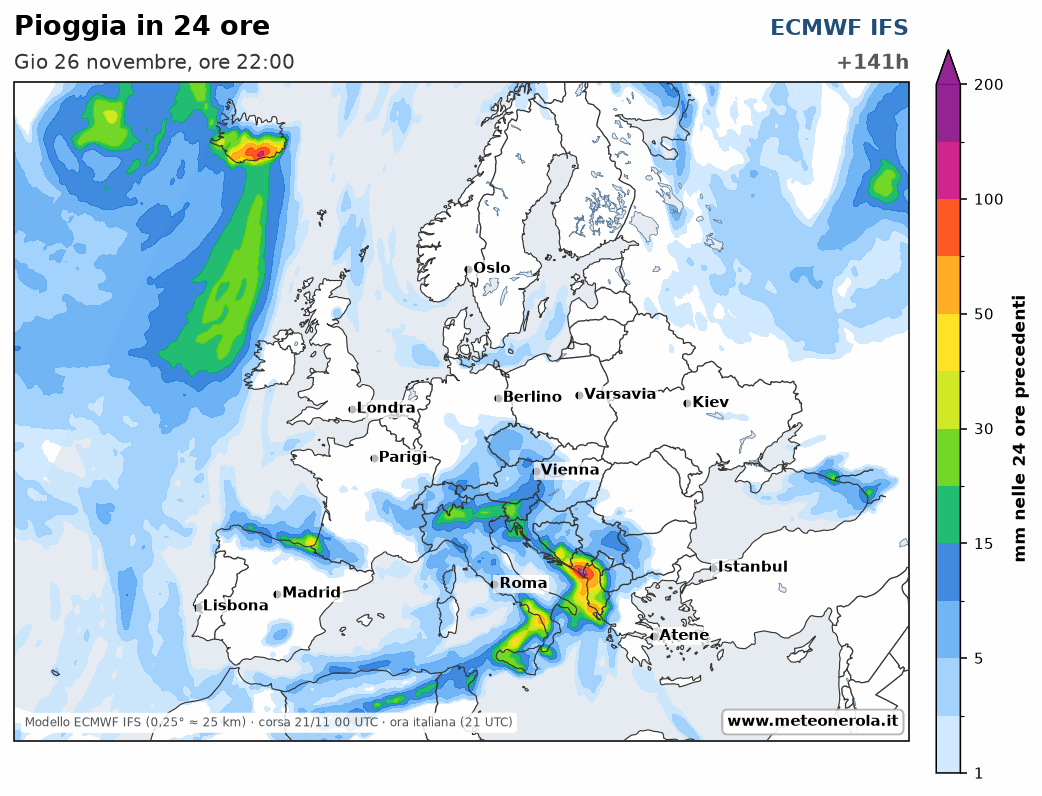 Pioggia in 24 ore
ECMWF IFS
Gio 26 novembre, ore 22:00
+141h
200
100
50
30
15
5
1
mm nelle 24 ore precedenti
Oslo
Berlino
Varsavia
Kiev
Londra
Parigi
Vienna
Istanbul
Roma
Madrid
Lisbona
Atene
Modello ECMWF IFS (0,25° ≈ 25 km) · corsa 21/11 00 UTC · ora italiana (21 UTC)
www.meteonerola.it